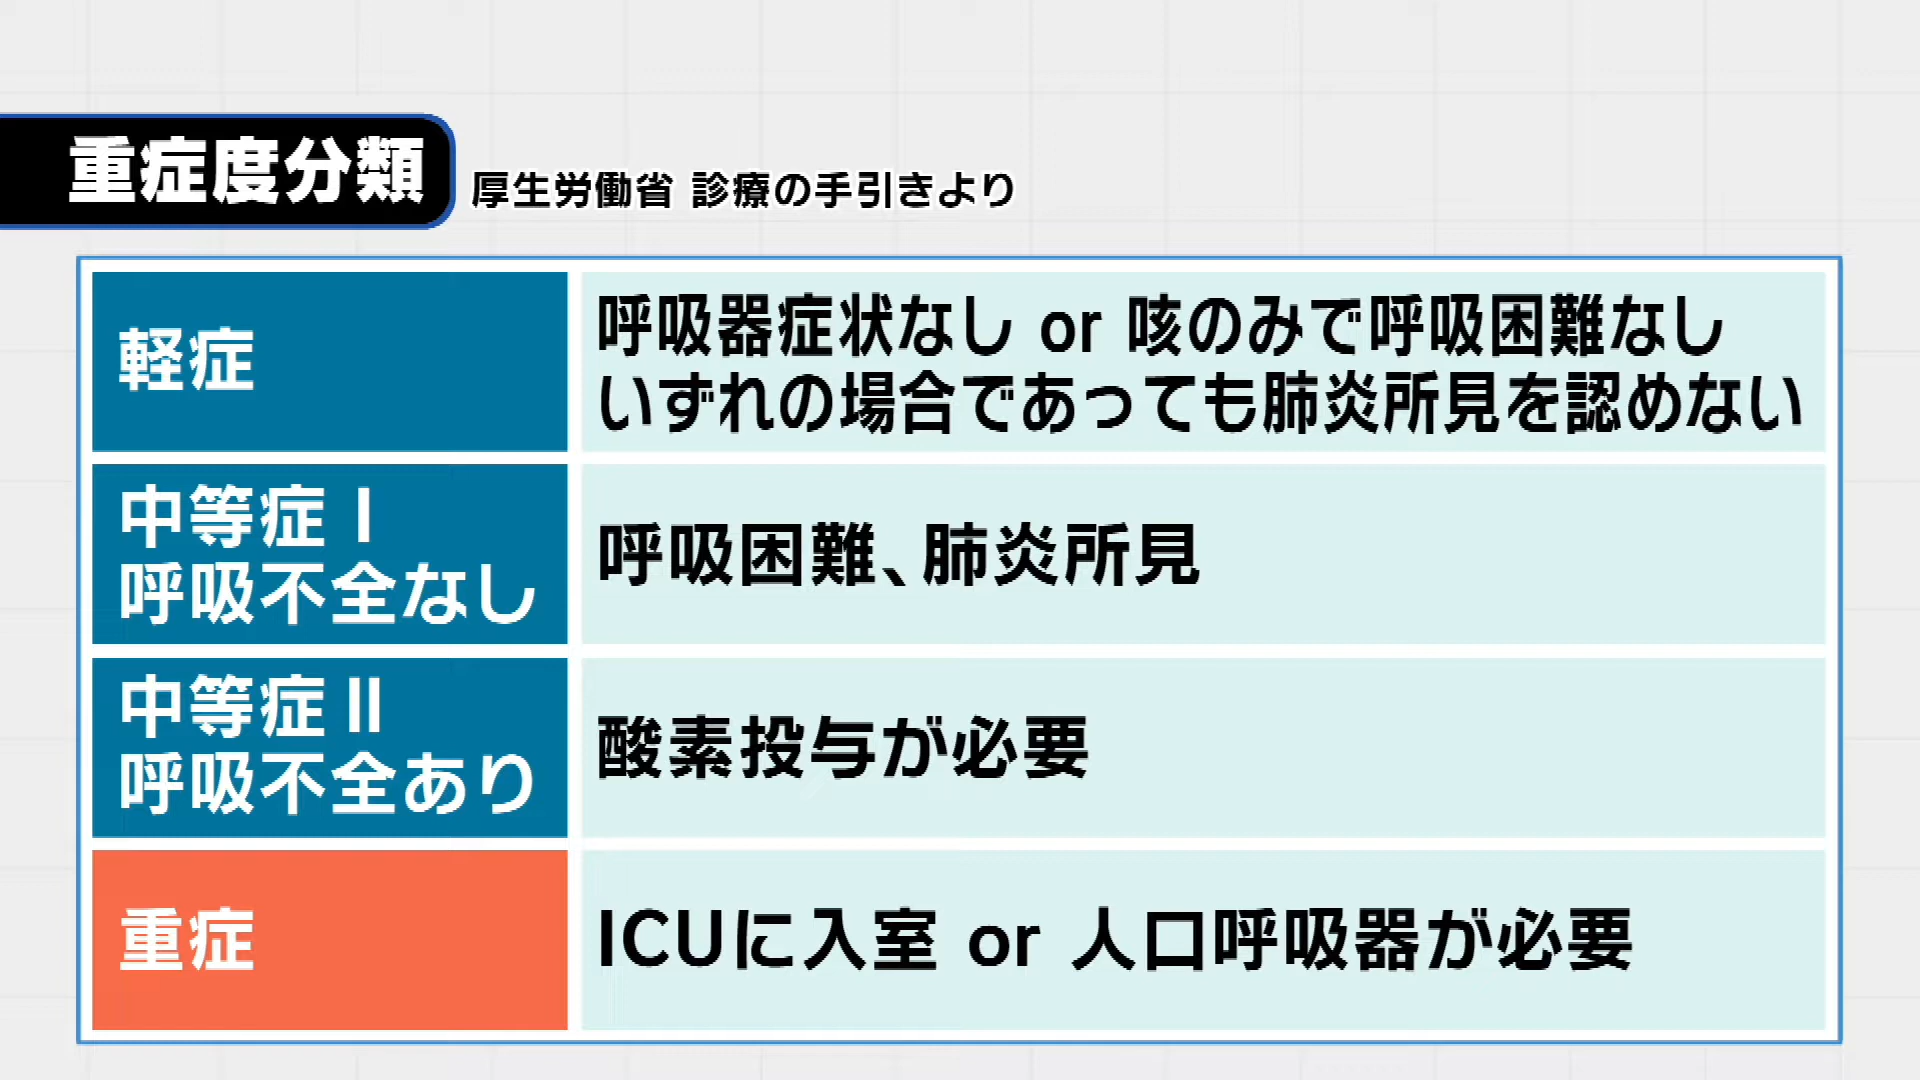 重症度分類
厚生労働省 診療の手引きより
軽症
呼吸器症状なし or 咳のみで呼吸困難なし
いずれの場合であっても肺炎所見を認めない
中等症Ⅰ
呼吸不全なし
呼吸困難、肺炎所見
中等症Ⅱ
呼吸不全あり
酸素投与が必要
重症
ICUに入室 or 人口呼吸器が必要